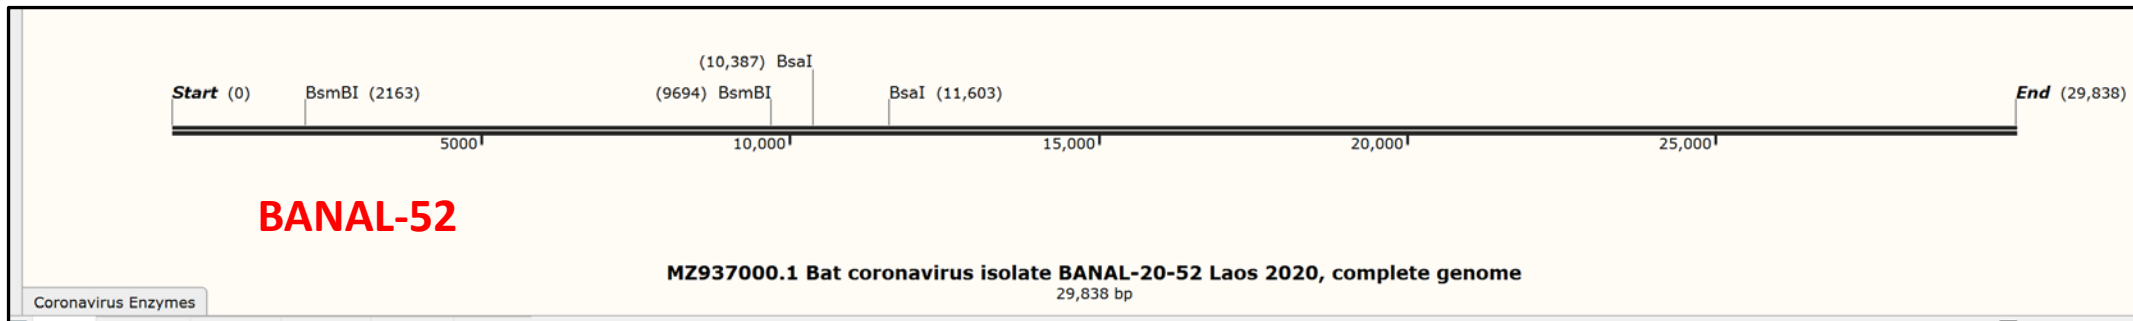 (10,387) BsaI
Start (0) BsmBI (2163) (9694) BsmBI BsaI (11,603) End (29,838)
5000 10,000 15,000 20,000 25,000
BANAL-52
MZ937000.1 Bat coronavirus isolate BANAL-20-52 Laos 2020, complete genome
29,838 bp
Coronavirus Enzymes